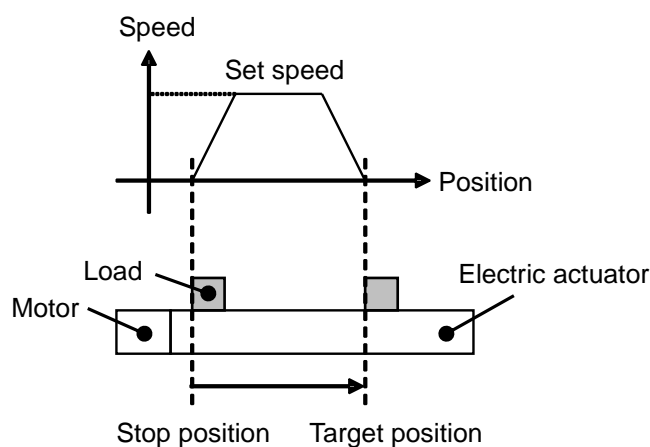 Speed
Set speed
Position
Load
Electric actuator
Motor
Stop position
Target position